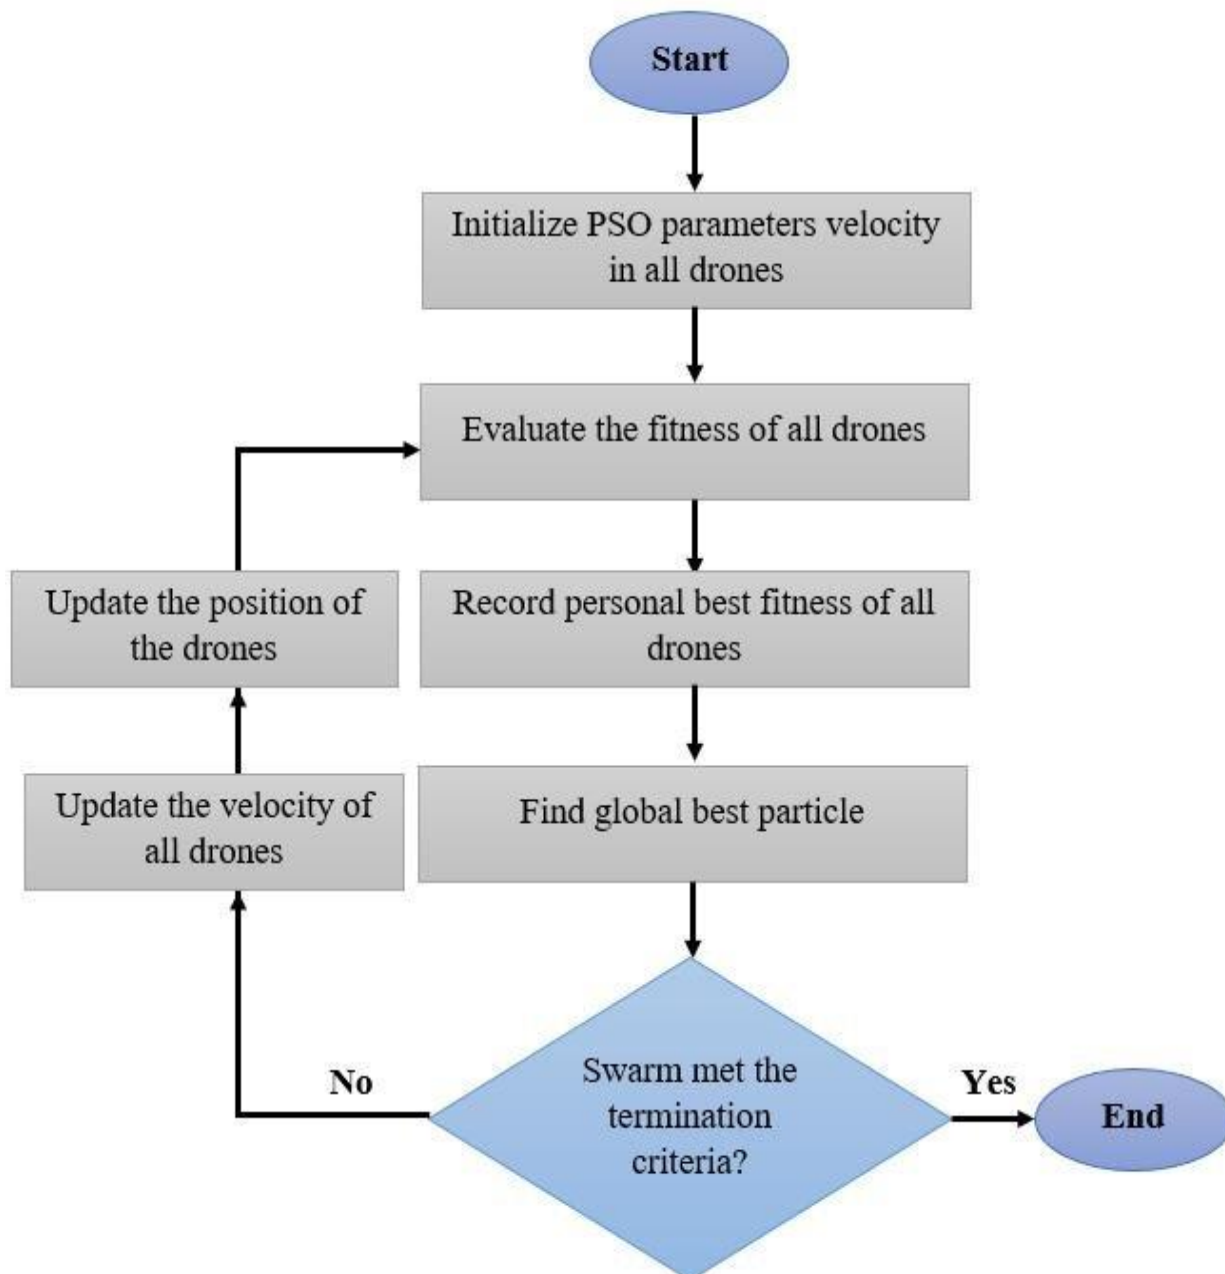 Start
Initialize PSO parameters velocity
in all drones
Evaluate the fitness of all drones
Update the position of
the drones
Record personal best fitness of all
drones
Update the velocity of
all drones
Find global best particle
No
Swarm met the
termination
criteria?
Yes
End